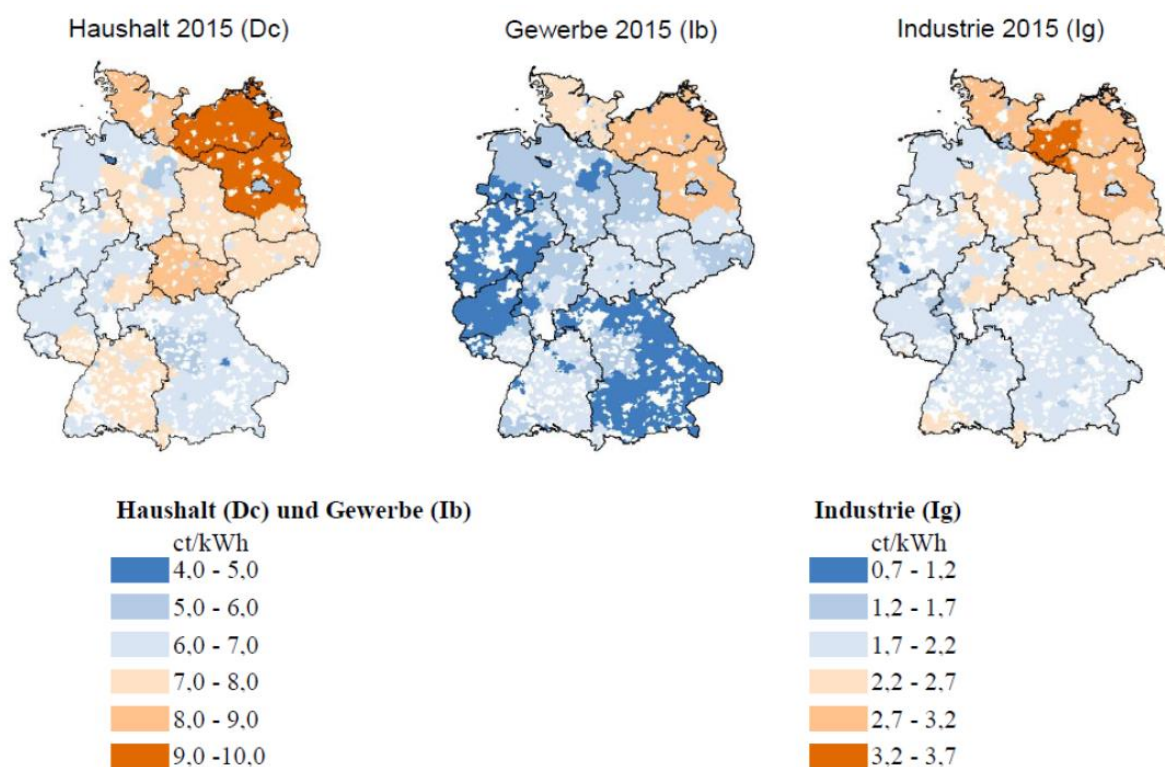 Haushalt 2015 (Dc)
Gewerbe 2015 (Ib)
Industrie 2015 (Ig)
Haushalt (Dc) und Gewerbe (Ib)
ct/kWh
4,0 - 5,0
5,0 - 6,0
6,0 - 7,0
7,0 - 8,0
8,0 - 9,0
9,0 -10,0
Industrie (Ig)
ct/kWh
0,7 - 1,2
1,2 - 1,7
1,7 - 2,2
2,2 - 2,7
2,7 - 3,2
3,2 - 3,7